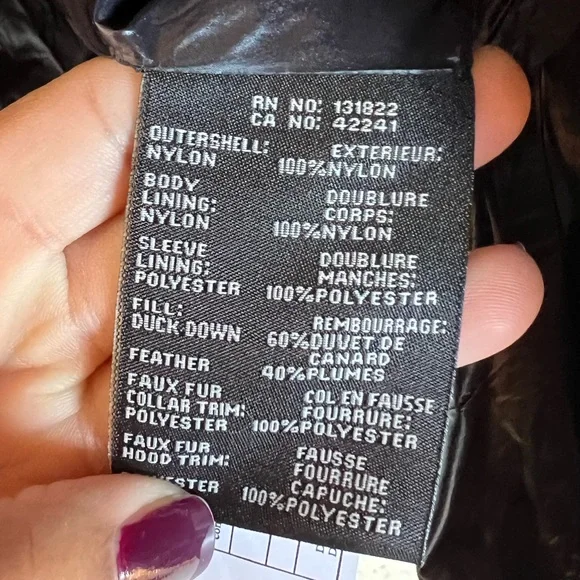 RN NO: 131822
CA NO: 42241
OUTERSHELL: EXTERIEUR:
NYLON 100%NYLON
BODY
LINING: DOUBLURE
NYLON CORPS:
100%NYLON
SLEEVE
LINING: DOUBLURE
POLYESTER MANCHES:
100%POLYESTER
FILL: REMBOURRAGE:
DUCK DOWN 60%DUVET DE
CANARD
FEATHER 40%PLUMES
FAUX FUR COL EN FAUSSE
COLLAR TRIM: FOURRURE:
POLYESTER 100%POLYESTER
FAUX FUR FAUSSE
HOOD TRIM: FOURRURE
CAPUCHE:
YESTER 100%POLYESTER